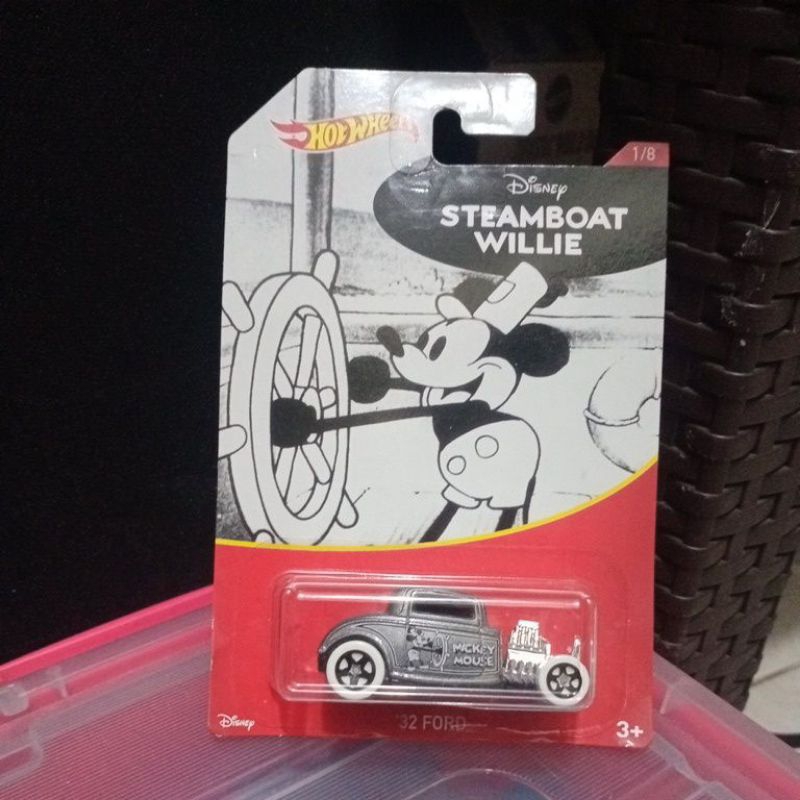 HOT WHEELS
1/8
Disney
STEAMBOAT
WILLIE
MICKEY
MOUSE
Disney
'32 FORD
3+